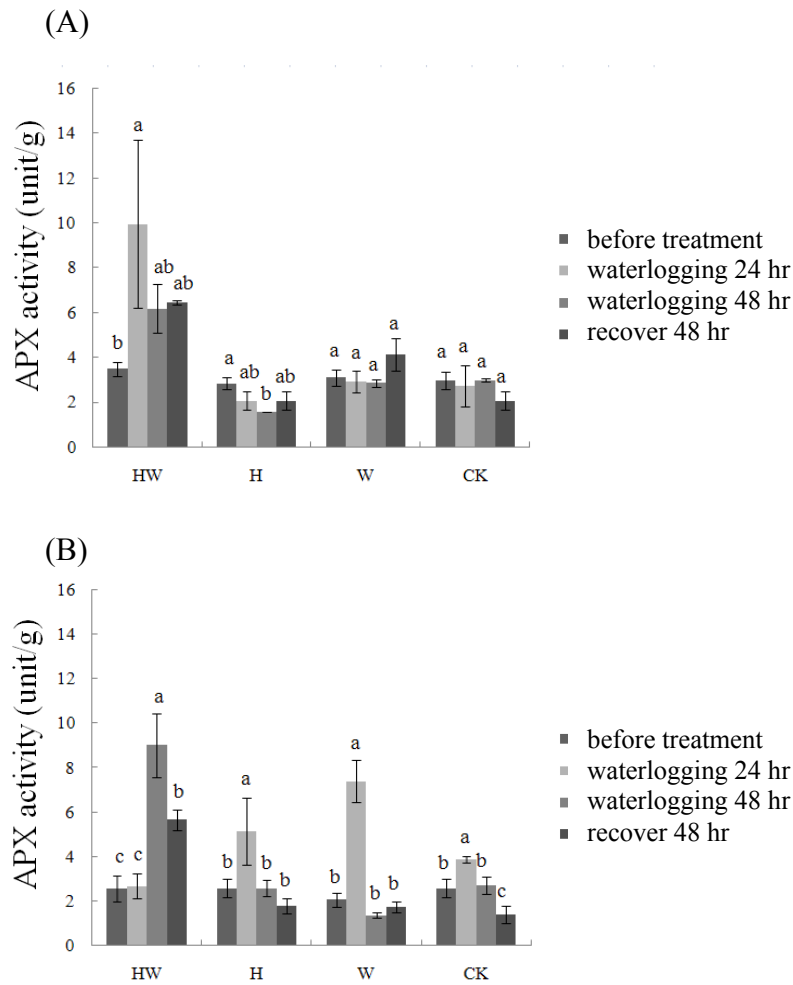 (A)
APX activity (unit/g)
16
14
12
10
8
6
4
2
0
b a ab ab
a ab b ab
a a a a
a a a a
HW H W CK
before treatment
waterlogging 24 hr
waterlogging 48 hr
recover 48 hr
(B)
APX activity (unit/g)
16
14
12
10
8
6
4
2
0
c c a b
b a b b
b a b b
b a b c
HW H W CK
before treatment
waterlogging 24 hr
waterlogging 48 hr
recover 48 hr